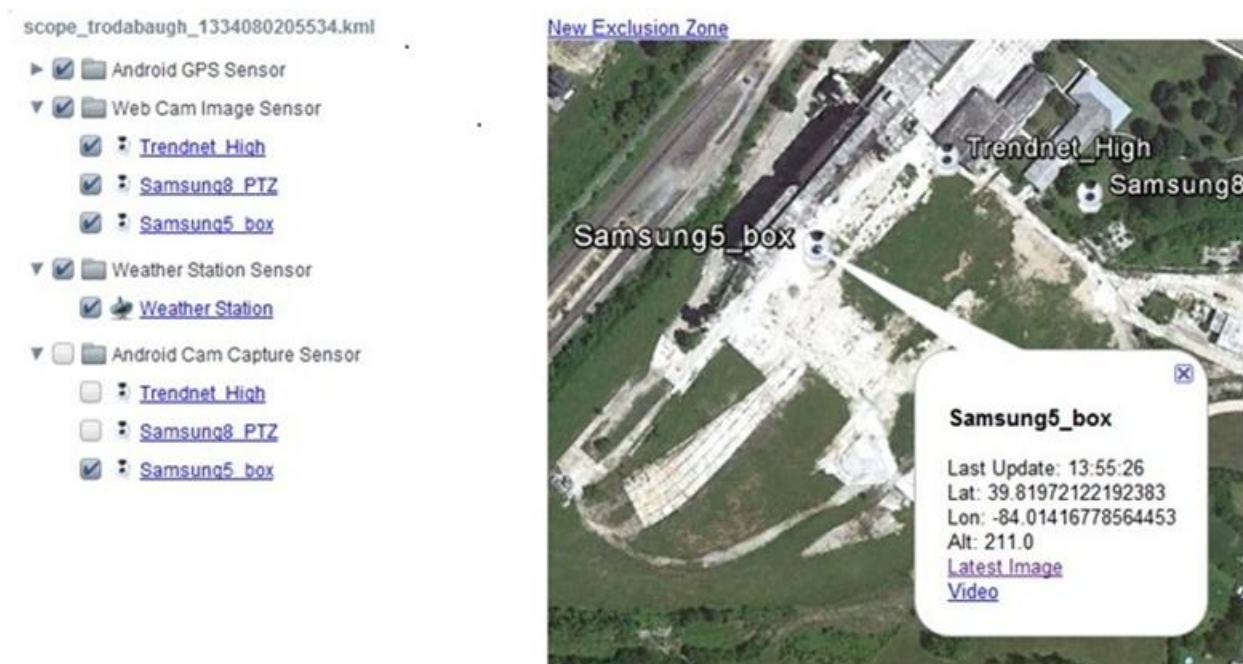 scope_trodabaugh_1334080205534.kml
Android GPS Sensor
Web Cam Image Sensor
Trendnet_High
Samsung8_PTZ
Samsung5_box
Weather Station Sensor
Weather Station
Android Cam Capture Sensor
Trendnet_High
Samsung8_PTZ
Samsung5_box
New Exclusion Zone
Trendnet_High
Samsung8
Samsung5_box
Samsung5_box
Last Update: 13:55:26
Lat: 39.81972122192383
Lon: -84.01416778564453
Alt: 211.0
Latest Image
Video